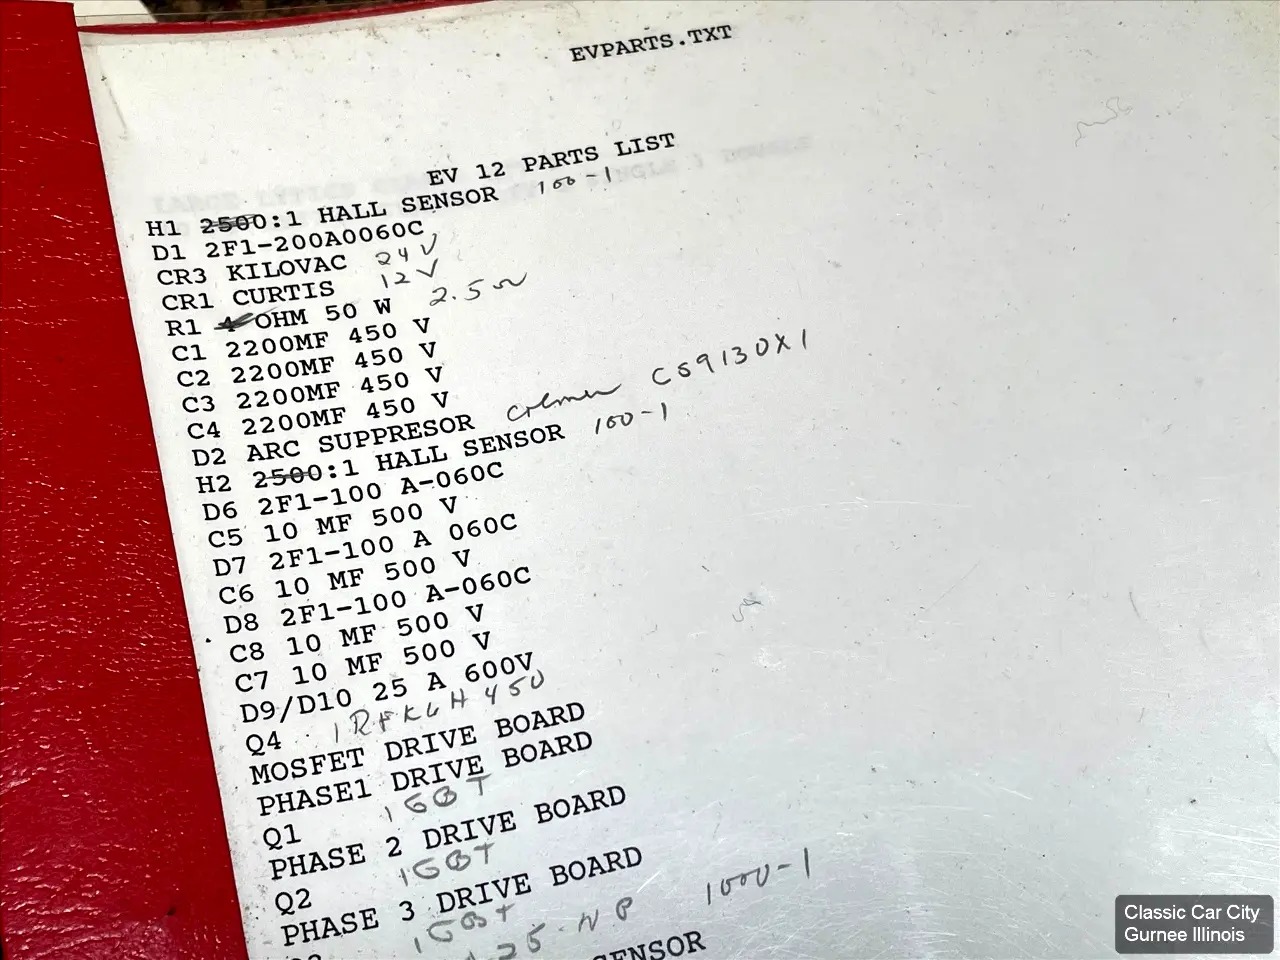 EVPARTS.TXT
EV 12 PARTS LIST
H1 2500:1 HALL SENSOR 100-1
D1 2F1-200A0060C
CR3 KILOVAC 24V
CR1 CURTIS 12V
R1 4 OHM 50 W 2.5Ω
C1 2200MF 450 V
C2 2200MF 450 V
C3 2200MF 450 V
C4 2200MF 450 V
D2 ARC SUPPRESOR CS9130X1
H2 2500:1 HALL SENSOR 100-1
D6 2F1-100 A-060C
C5 10 MF 500 V
D7 2F1-100 A 060C
C6 10 MF 500 V
D8 2F1-100 A-060C
C8 10 MF 500 V
C7 10 MF 500 V
D9/D10 25 A 600V
Q4 IRFK6H450
MOSFET DRIVE BOARD
PHASE1 DRIVE BOARD
Q1 IGBT
PHASE 2 DRIVE BOARD
Q2 IGBT
PHASE 3 DRIVE BOARD
IGBT
25-NP 1000-1
Classic Car City
Gurnee Illinois